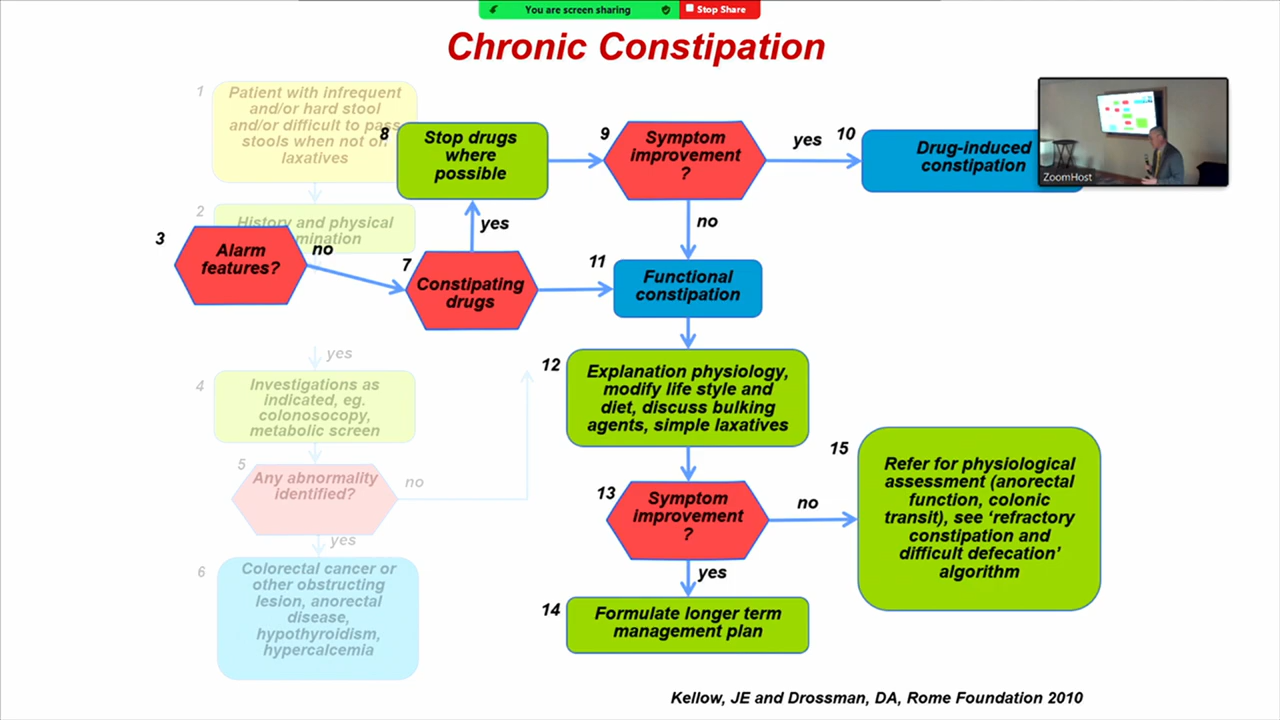 You are screen sharing
Stop Share
Chronic Constipation
1
Patient with infrequent
and/or hard stool
and/or difficult to pass
stools when not on
laxatives
2
History and physical
3
Alarm
features?
no
yes
4
Investigations as
indicated, eg.
colonosocopy,
metabolic screen
5
Any abnormality
identified?
no
yes
6
Colorectal cancer or
other obstructing
lesion, anorectal
disease,
hypothyroidism,
hypercalcemia
7
Constipating
drugs
yes
8
Stop drugs
where
possible
9
Symptom
improvement
?
yes
no
10
Drug-induced
constipation
ZoomHost
11
Functional
constipation
12
Explanation physiology,
modify life style and
diet, discuss bulking
agents, simple laxatives
13
Symptom
improvement
?
no
yes
14
Formulate longer term
management plan
15
Refer for physiological
assessment (anorectal
function, colonic
transit), see ‘refractory
constipation and
difficult defecation’
algorithm
Kellow, JE and Drossman, DA, Rome Foundation 2010